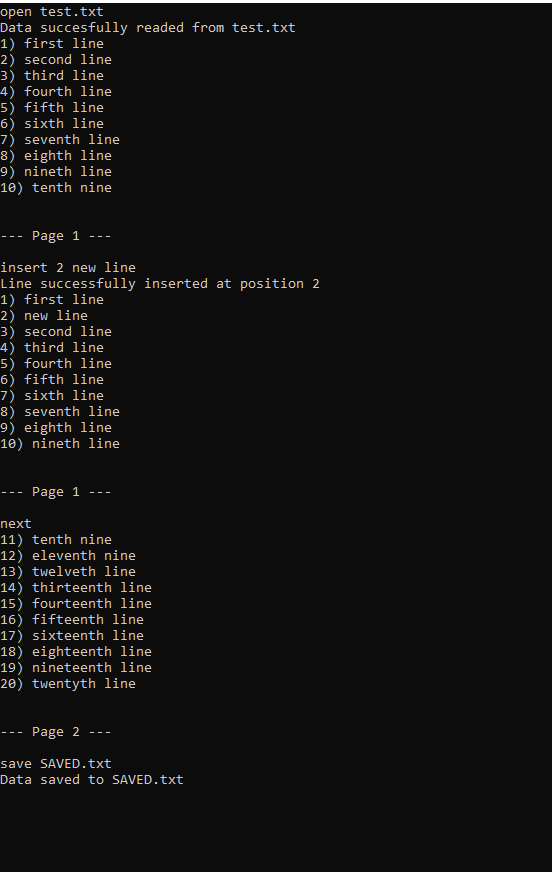 open test.txt
Data succesfully readed from test.txt
1) first line
2) second line
3) third line
4) fourth line
5) fifth line
6) sixth line
7) seventh line
8) eighth line
9) nineth line
10) tenth nine
--- Page 1 ---
insert 2 new line
Line successfully inserted at position 2
1) first line
2) new line
3) second line
4) third line
5) fourth line
6) fifth line
7) sixth line
8) seventh line
9) eighth line
10) nineth line
--- Page 1 ---
next
11) tenth nine
12) eleventh nine
13) twelveth line
14) thirteenth line
15) fourteenth line
16) fifteenth line
17) sixteenth line
18) eighteenth line
19) nineteenth line
20) twentyth line
--- Page 2 ---
save SAVED.txt
Data saved to SAVED.txt